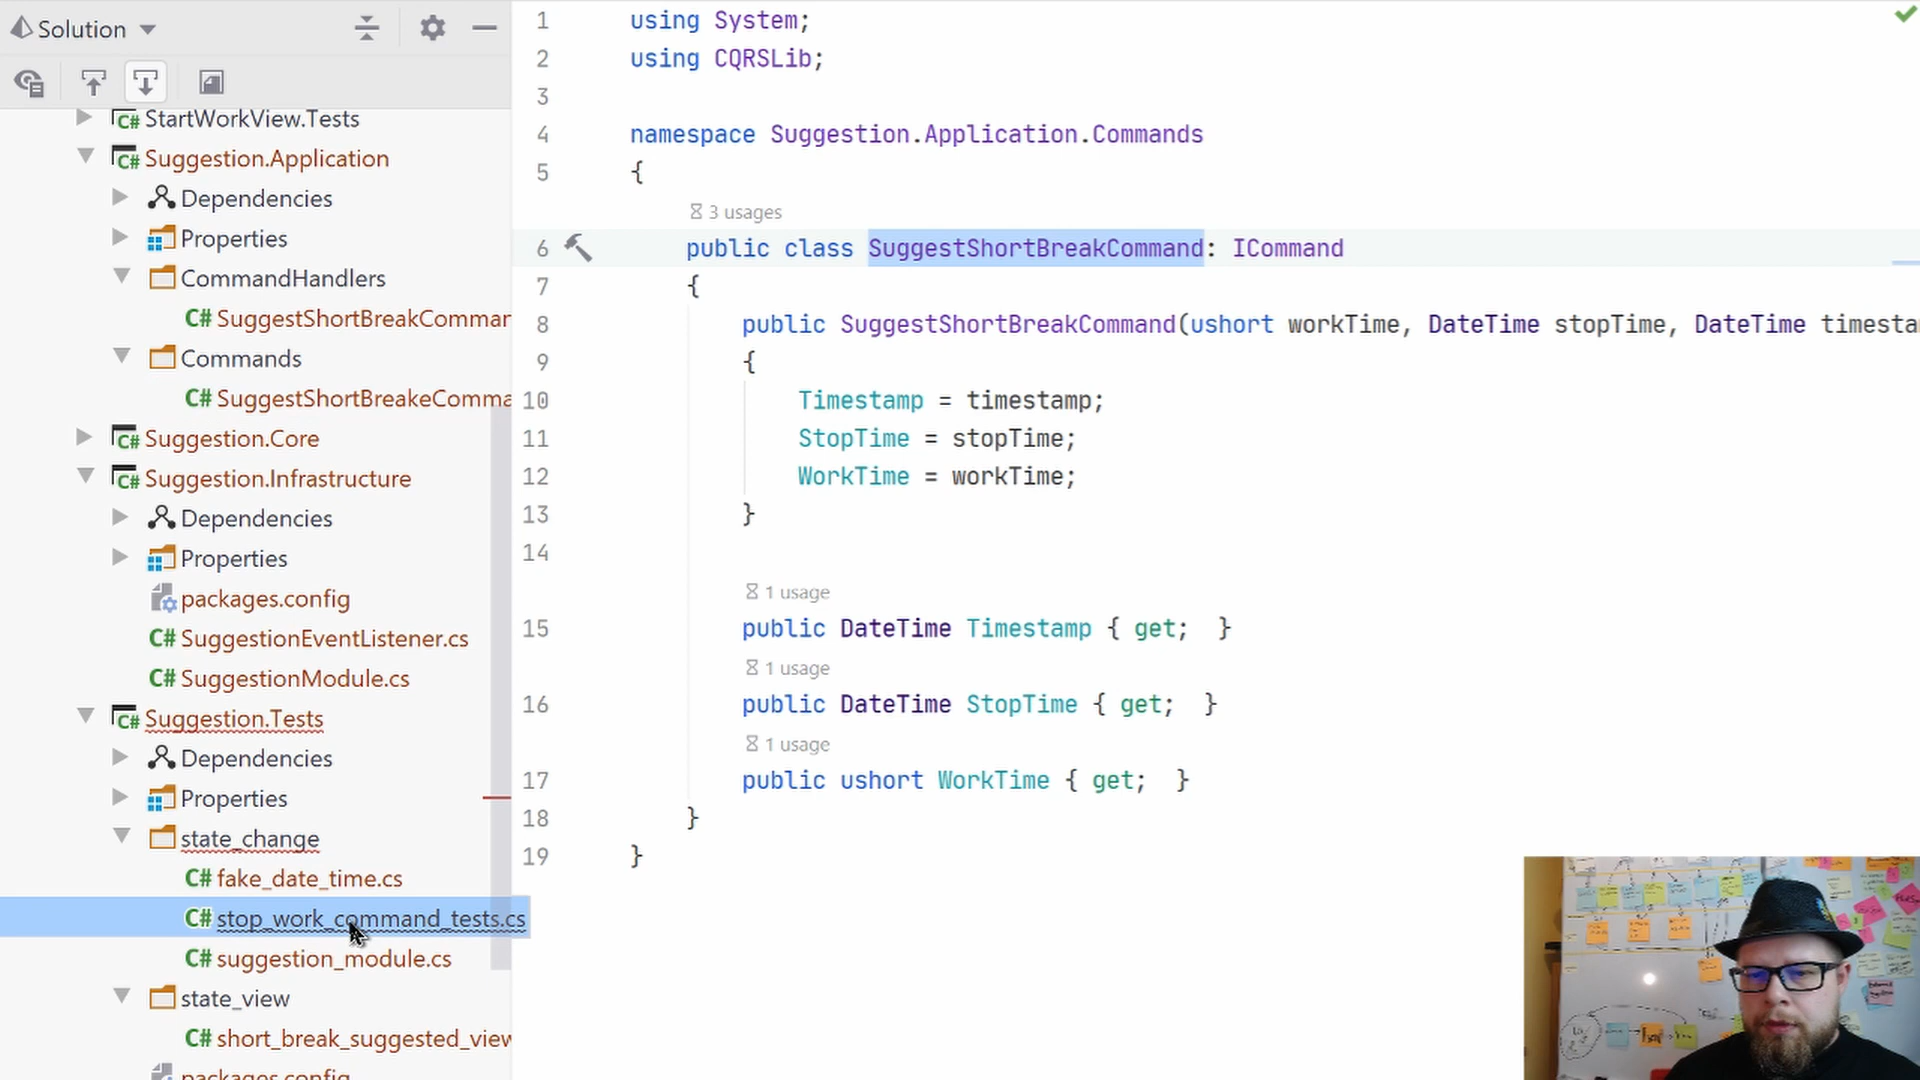 Solution
StartWorkView.Tests
Suggestion.Application
Dependencies
Properties
CommandHandlers
C# SuggestShortBreakComman
Commands
C# SuggestShortBreakeComma
Suggestion.Core
Suggestion.Infrastructure
Dependencies
Properties
packages.config
C# SuggestionEventListener.cs
C# SuggestionModule.cs
Suggestion.Tests
Dependencies
Properties
state_change
C# fake_date_time.cs
C# stop_work_command_tests.cs
C# suggestion_module.cs
state_view
C# short_break_suggested_view
packages.config
1 using System;
2 using CQRSLib;
3
4 namespace Suggestion.Application.Commands
5 {
3 usages
6 public class SuggestShortBreakCommand: ICommand
7 {
8 public SuggestShortBreakCommand(ushort workTime, DateTime stopTime, DateTime timesta
9 {
10 Timestamp = timestamp;
11 StopTime = stopTime;
12 WorkTime = workTime;
13 }
14
1 usage
15 public DateTime Timestamp { get; }
1 usage
16 public DateTime StopTime { get; }
1 usage
17 public ushort WorkTime { get; }
18 }
19 }